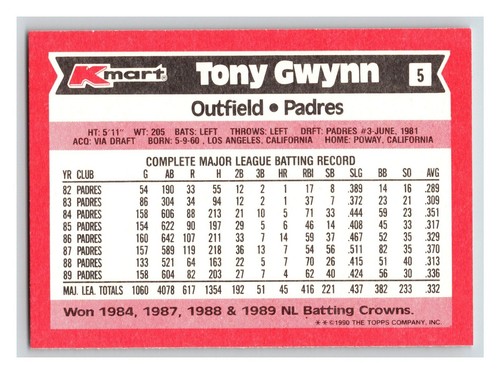 Kmart Tony Gwynn 5
Outfield • Padres
HT: 5'11" WT: 205 BATS: LEFT THROWS: LEFT DRFT: PADRES #3-JUNE, 1981
ACQ: VIA DRAFT BORN: 5-9-60, LOS ANGELES, CALIFORNIA HOME: POWAY, CALIFORNIA
COMPLETE MAJOR LEAGUE BATTING RECORD
YR CLUB G AB R H 2B 3B HR RBI SB SLG BB SO AVG
82 PADRES 54 190 33 55 12 2 1 17 8 .389 14 16 .289
83 PADRES 86 304 34 94 12 2 1 37 7 .372 23 21 .309
84 PADRES 158 606 88 213 21 10 5 71 33 .444 59 23 .351
85 PADRES 154 622 90 197 29 5 6 46 14 .408 45 33 .317
86 PADRES 160 642 107 211 33 7 14 59 37 .467 52 35 .329
87 PADRES 157 589 119 218 36 13 7 54 56 .511 82 35 .370
88 PADRES 133 521 64 163 22 5 7 70 26 .415 51 40 .313
89 PADRES 158 604 82 203 27 7 4 62 40 .424 56 30 .336
MAJ. LEA. TOTALS 1060 4078 617 1354 192 51 45 416 221 .437 382 233 .332
Won 1984, 1987, 1988 & 1989 NL Batting Crowns.
**©1990 THE TOPPS COMPANY, INC.